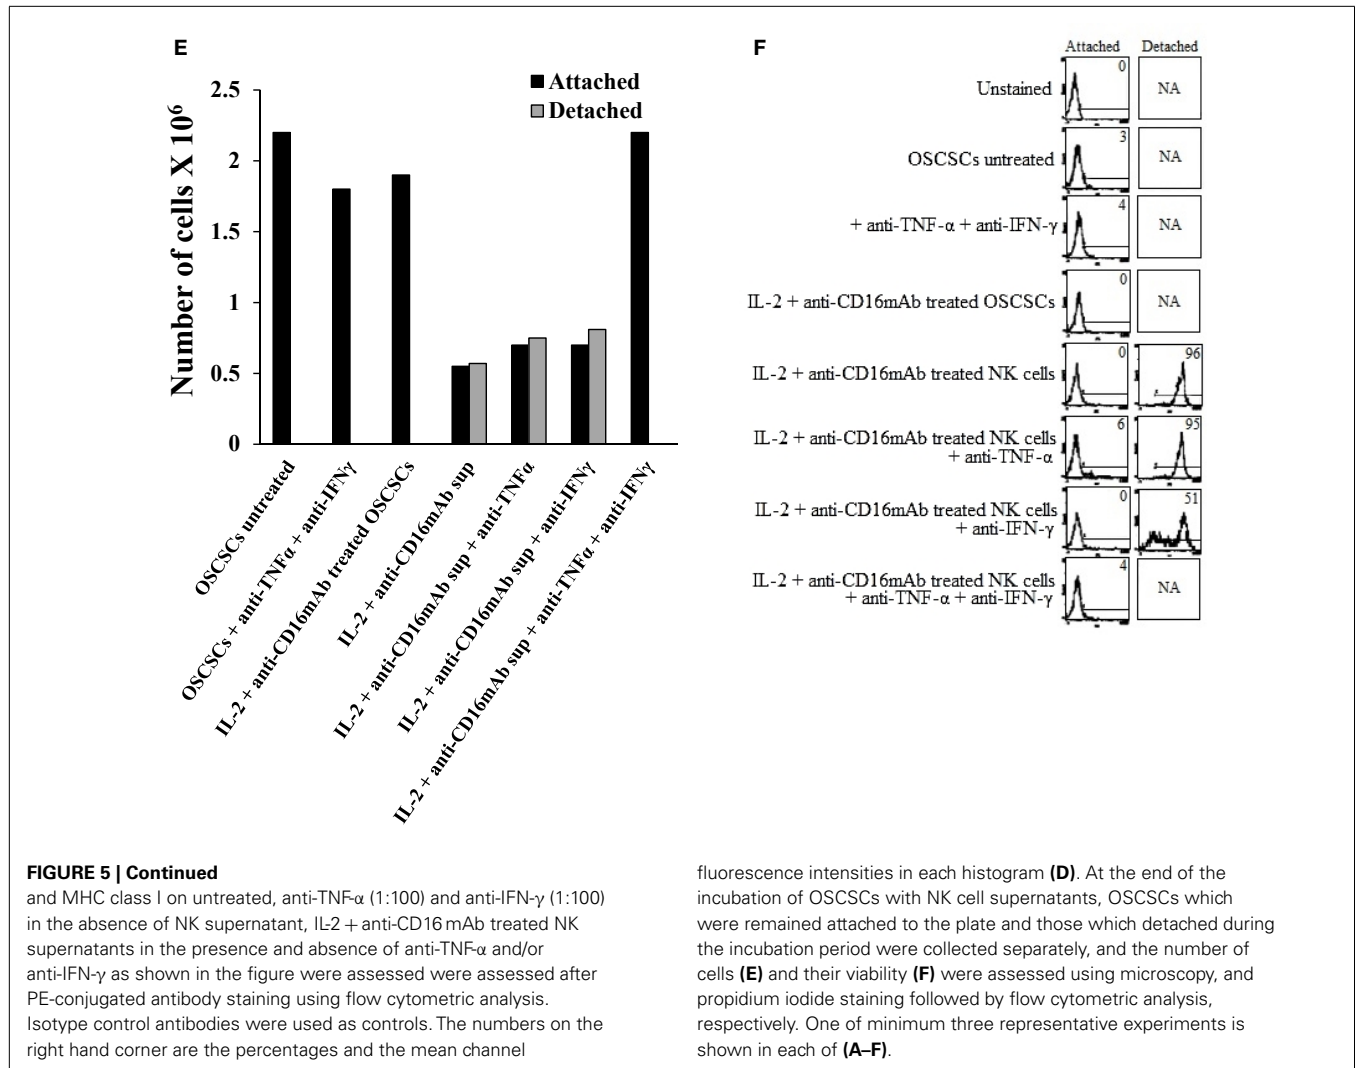 E
Attached
Detached
Number of cells X 10⁶
2.5
2
1.5
1
0.5
0
OSCSCs untreated
OSCSCs + anti-TNFα + anti-IFNγ
IL-2 + anti-CD16mAb treated OSCSCs
IL-2 + anti-CD16mAb sup
IL-2 + anti-CD16mAb sup + anti-TNFα
IL-2 + anti-CD16mAb sup + anti-IFNγ
IL-2 + anti-CD16mAb sup + anti-TNFα + anti-IFNγ
F
Attached Detached
Unstained 0 NA
OSCSCs untreated 3 NA
+ anti-TNF-α + anti-IFN-γ 4 NA
IL-2 + anti-CD16mAb treated OSCSCs 0 NA
IL-2 + anti-CD16mAb treated NK cells 0 96
IL-2 + anti-CD16mAb treated NK cells 6 95
+ anti-TNF-α
IL-2 + anti-CD16mAb treated NK cells 0 51
+ anti-IFN-γ
IL-2 + anti-CD16mAb treated NK cells 4 NA
+ anti-TNF-α + anti-IFN-γ
FIGURE 5 | Continued
and MHC class I on untreated, anti-TNF-α (1:100) and anti-IFN-γ (1:100)
in the absence of NK supernatant, IL-2 + anti-CD16 mAb treated NK
supernatants in the presence and absence of anti-TNF-α and/or
anti-IFN-γ as shown in the figure were assessed were assessed after
PE-conjugated antibody staining using flow cytometric analysis.
Isotype control antibodies were used as controls. The numbers on the
right hand corner are the percentages and the mean channel
fluorescence intensities in each histogram (D). At the end of the
incubation of OSCSCs with NK cell supernatants, OSCSCs which
were remained attached to the plate and those which detached during
the incubation period were collected separately, and the number of
cells (E) and their viability (F) were assessed using microscopy, and
propidium iodide staining followed by flow cytometric analysis,
respectively. One of minimum three representative experiments is
shown in each of (A–F).